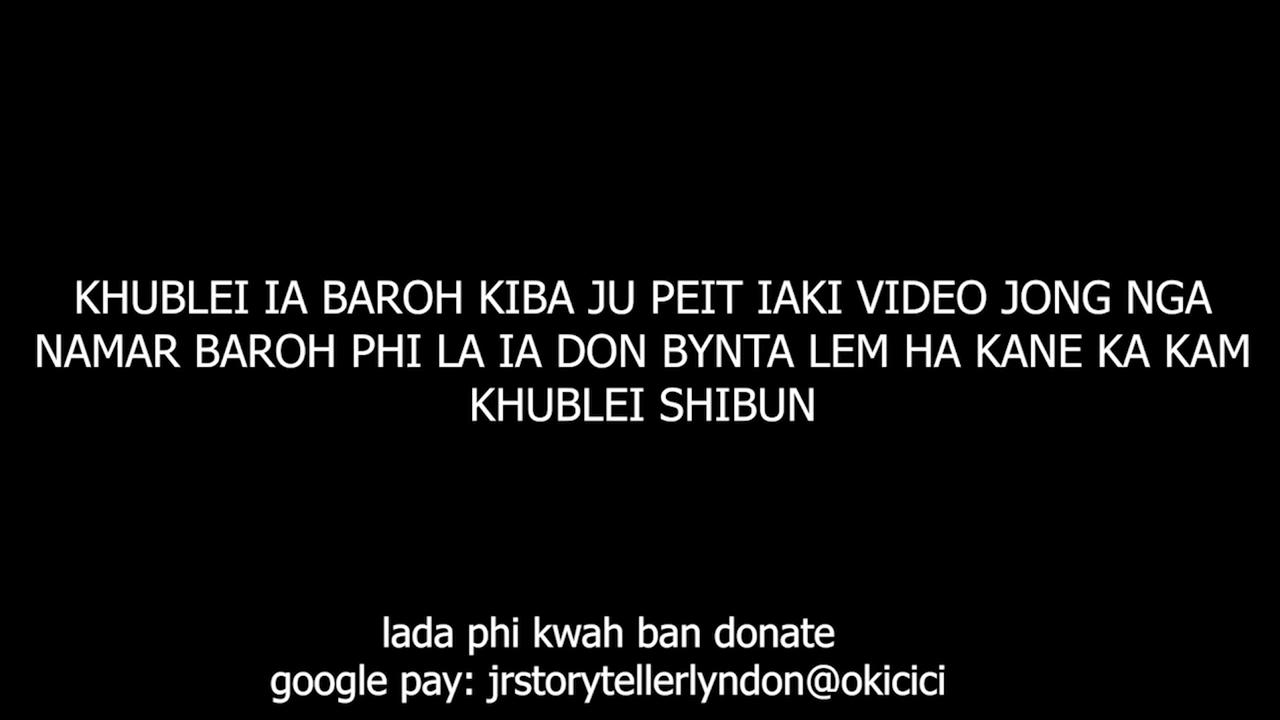 KHUBLEI IA BAROH KIBA JU PEIT IAKI VIDEO JONG NGA
NAMAR BAROH PHI LA IA DON BYNTA LEM HA KANE KA KAM
KHUBLEI SHIBUN
lada phi kwah ban donate
google pay: jrstorytellerlyndon@okicici